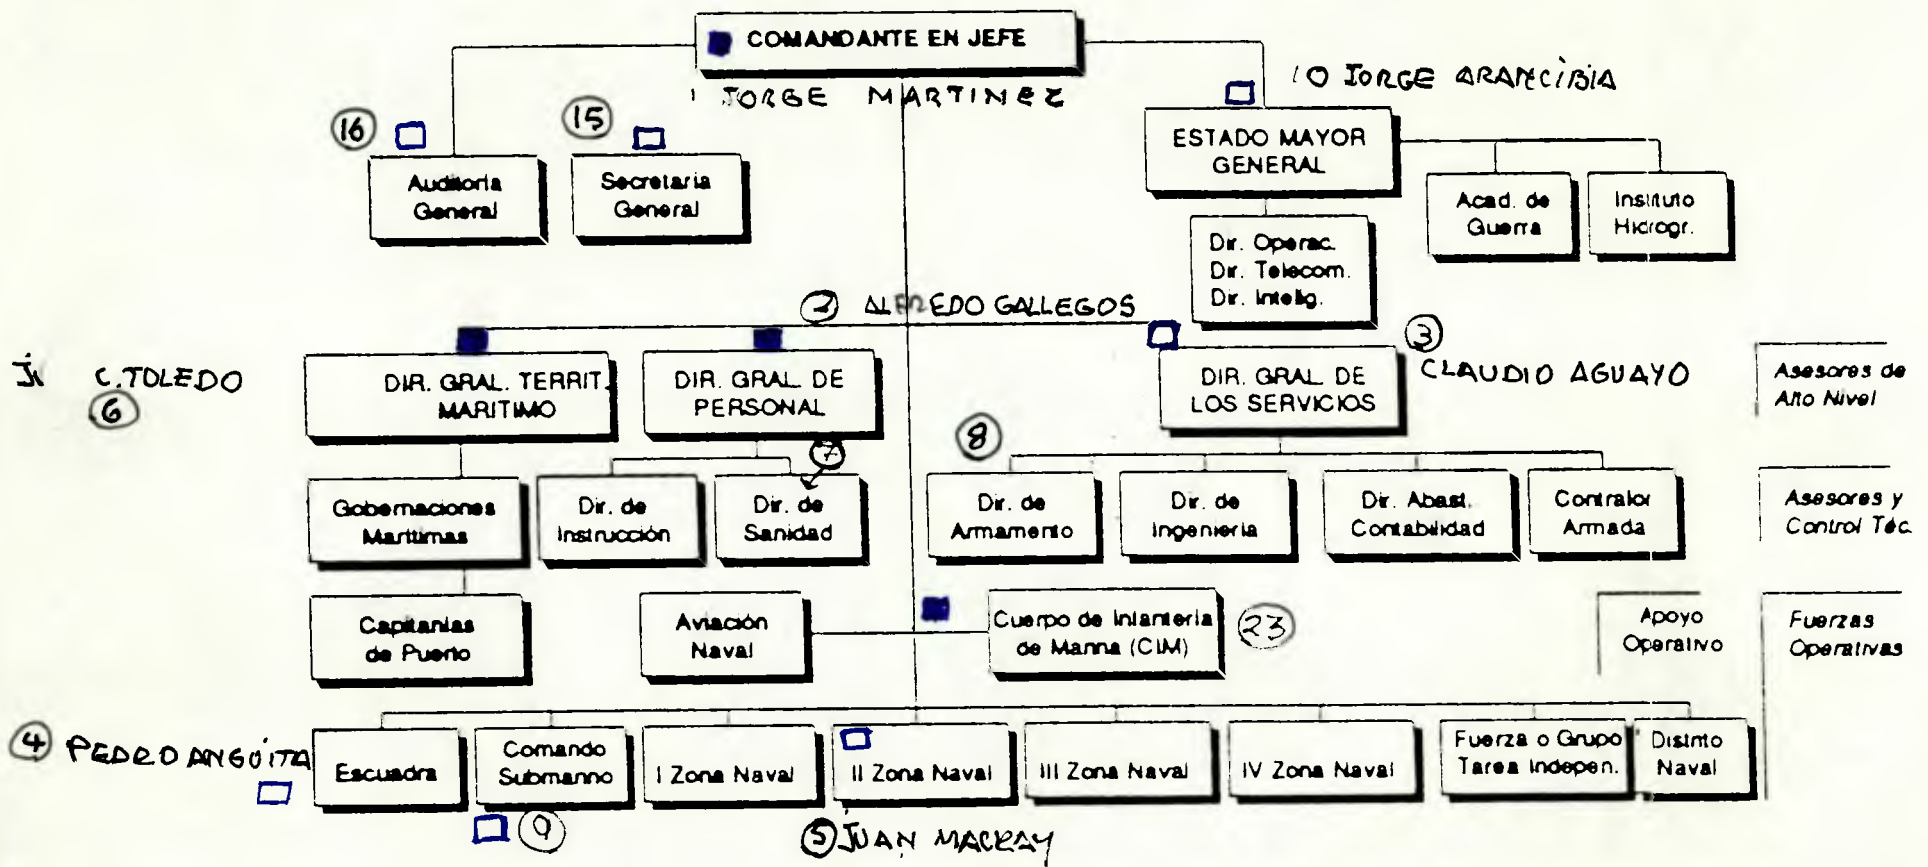 COMANDANTE EN JEFE
1 JORGE MARTINEZ
10 JORGE ARANCIBIA
16
15
Auditoría
General
Secretaria
General
ESTADO MAYOR
GENERAL
Acad. de
Guerra
Instituto
Hidrogr.
Dir. Operac.
Dir. Telecom.
Dir. Intelig.
2 ALFREDO GALLEGOS
3
CLAUDIO AGUAYO
C. TOLEDO
6
DIR. GRAL. TERRIT.
MARITIMO
DIR. GRAL. DE
PERSONAL
DIR. GRAL. DE
LOS SERVICIOS
Asesores de
Alto Nivel
7
8
Gobernaciones
Marítimas
Dir. de
Instrucción
Dir. de
Sanidad
Dir. de
Armamento
Dir. de
Ingeniería
Dir. Abast.
Contabilidad
Contralor
Armada
Asesores y
Control Téc.
Capitanías
de Puerto
Aviación
Naval
Cuerpo de Infantería
de Marina (CIM)
23
Apoyo
Operativo
Fuerzas
Operativas
4 PEDRO ANGUITA
Escuadra
Comando
Submarino
I Zona Naval
II Zona Naval
III Zona Naval
IV Zona Naval
Fuerza o Grupo
Tarea Indepen.
Distrito
Naval
9
5 JUAN MACKAY